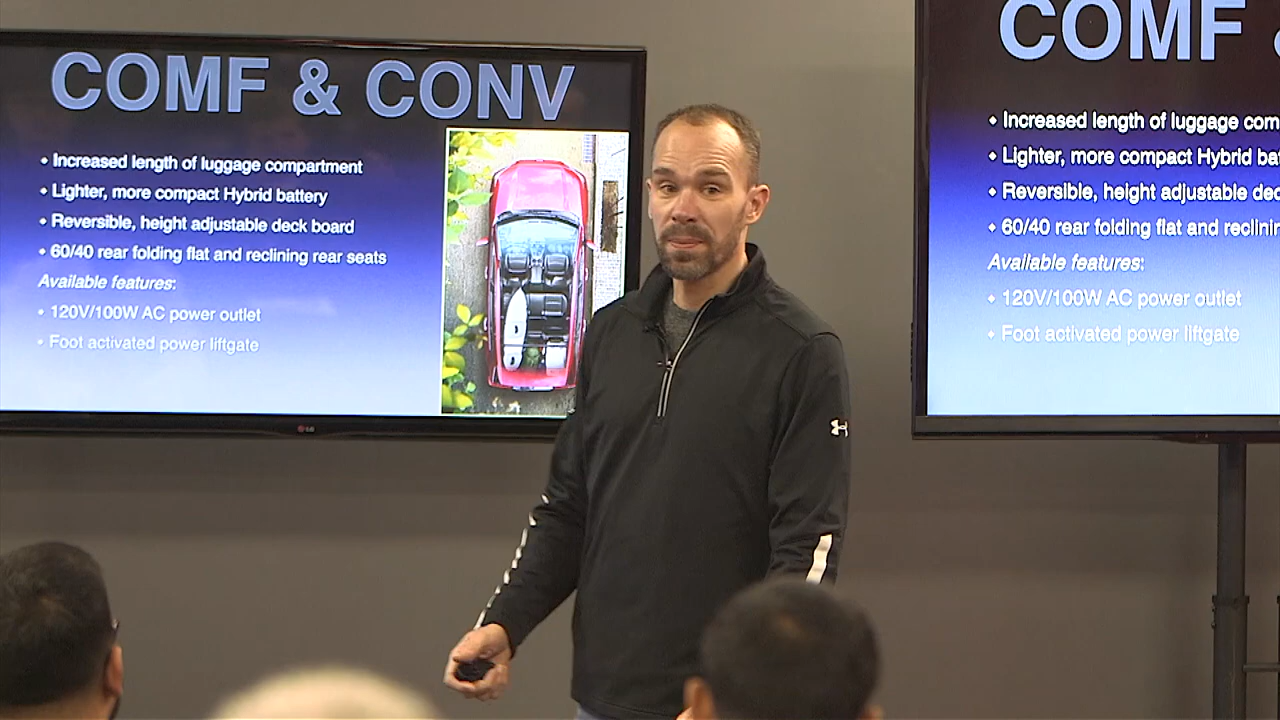 COMF & CONV
• Increased length of luggage compartment
• Lighter, more compact Hybrid battery
• Reversible, height adjustable deck board
• 60/40 rear folding flat and reclining rear seats
Available features:
• 120V/100W AC power outlet
• Foot activated power liftgate
LG
COMF &
• Increased length of luggage com
• Lighter, more compact Hybrid ba
• Reversible, height adjustable dec
• 60/40 rear folding flat and reclinin
Available features:
• 120V/100W AC power outlet
• Foot activated power liftgate